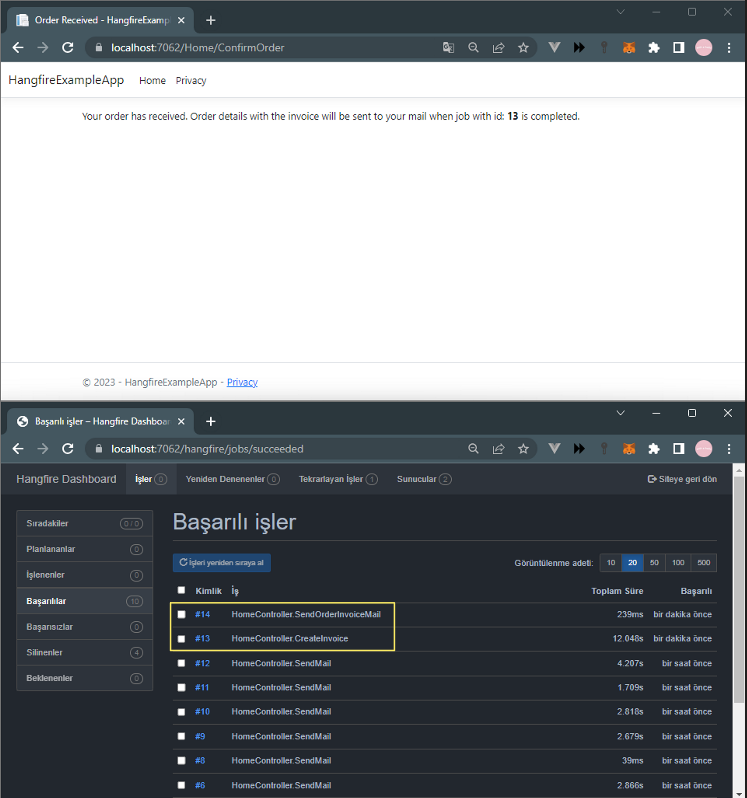 Order Received - HangfireExampl
localhost:7062/Home/ConfirmOrder
HangfireExampleApp Home Privacy
Your order has received. Order details with the invoice will be sent to your mail when job with id: 13 is completed.
© 2023 - HangfireExampleApp - Privacy
Başarılı işler – Hangfire Dashboar
localhost:7062/hangfire/jobs/succeeded
Hangfire Dashboard İşler 0 Yeniden Denenenler 0 Tekrarlayan İşler 1 Sunucular 2 Siteye geri dön
Başarılı işler
Sıradakiler 0 / 0
Planlananlar 0
İşlenenler 0
Başarılılar 10
Başarısızlar 0
Silinenler 4
Beklenenler 0
İşleri yeniden sıraya al Görüntülenme adeti: 10 20 50 100 500
Kimlik İş Toplam Süre Başarılı
#14 HomeController.SendOrderInvoiceMail 239ms bir dakika önce
#13 HomeController.CreateInvoice 12.048s bir dakika önce
#12 HomeController.SendMail 4.207s bir saat önce
#11 HomeController.SendMail 1.709s bir saat önce
#10 HomeController.SendMail 2.818s bir saat önce
#9 HomeController.SendMail 2.679s bir saat önce
#8 HomeController.SendMail 39ms bir saat önce
#6 HomeController.SendMail 2.866s bir saat önce